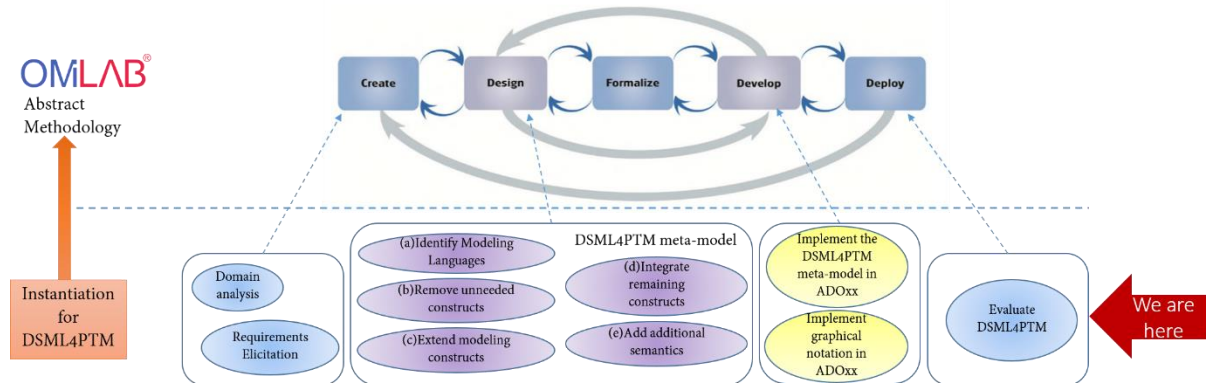 OMiLAB®
Abstract
Methodology
Create
Design
Formalize
Develop
Deploy
Instantiation
for
DSML4PTM
Domain
analysis
Requirements
Elicitation
DSML4PTM meta-model
(a)Identify Modeling
Languages
(b)Remove unneeded
constructs
(c)Extend modeling
constructs
(d)Integrate
remaining
constructs
(e)Add additional
semantics
Implement the
DSML4PTM
meta-model in
ADOxx
Implement
graphical
notation in
ADOxx
Evaluate
DSML4PTM
We are
here